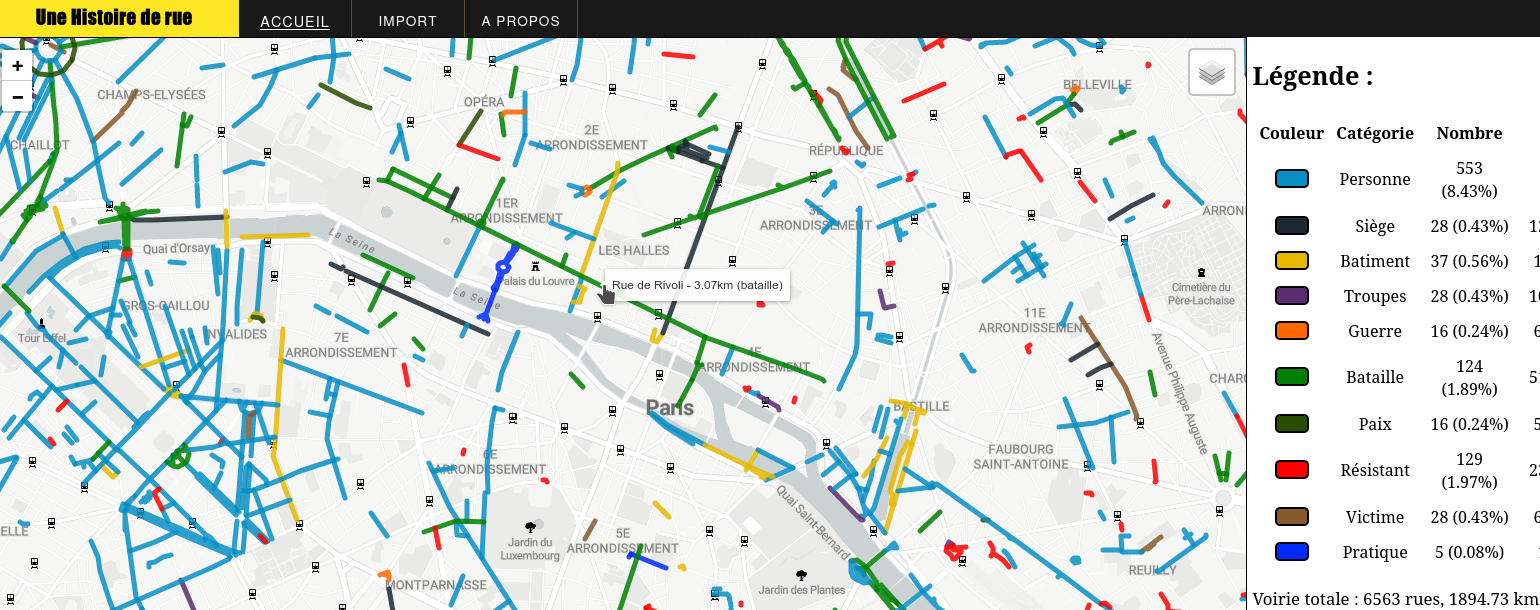 Une Histoire de rue
ACCUEIL
IMPORT
A PROPOS
+
−
CHAMPS-ELYSÉES
OPÉRA
2E
ARRONDISSEMENT
RÉPUBLIQUE
BELLEVILLE
CHAILLOT
1ER
ARRONDISSEMENT
3E
ARRONDISSEMENT
ARRON
Quai d'Orsay
La Seine
LES HALLES
Palais du Louvre
La Seine
Rue de Rivoli - 3.07km (bataille)
Cimetière du
Père-Lachaise
GROS-CAILLOU
INVALIDES
Tour Eiffel
7E
ARRONDISSEMENT
11E
ARRONDISSEMENT
4E
ARRONDISSEMENT
Avenue Philippe Auguste
CHARO
Paris
BASTILLE
6E
ARRONDISSEMENT
FAUBOURG
SAINT-ANTOINE
Quai Saint-Bernard
ELLE
Jardin du
Luxembourg
5E
ARRONDISSEMENT
MONTPARNASSE
Jardin des Plantes
REUILLY
Légende :
Couleur Catégorie Nombre
Personne 553
(8.43%)
Siège 28 (0.43%) 12
Batiment 37 (0.56%) 1
Troupes 28 (0.43%) 10
Guerre 16 (0.24%) 6
Bataille 124
(1.89%) 51
Paix 16 (0.24%) 5
Résistant 129
(1.97%) 22
Victime 28 (0.43%) 6
Pratique 5 (0.08%)
Voirie totale : 6563 rues, 1894.73 km